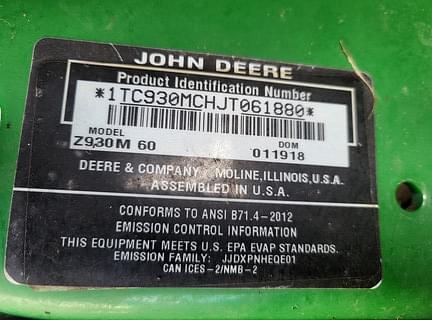 JOHN DEERE
Product Identification Number
*1TC930MCHJT061880*
MODEL DOM
Z930M 60 011918
DEERE & COMPANY MOLINE, ILLINOIS, U.S.A.
ASSEMBLED IN U.S.A.
CONFORMS TO ANSI B71.4-2012
EMISSION CONTROL INFORMATION
THIS EQUIPMENT MEETS U.S. EPA EVAP STANDARDS.
EMISSION FAMILY: JJDXPNHEQE01
CAN ICES-2/NMB-2